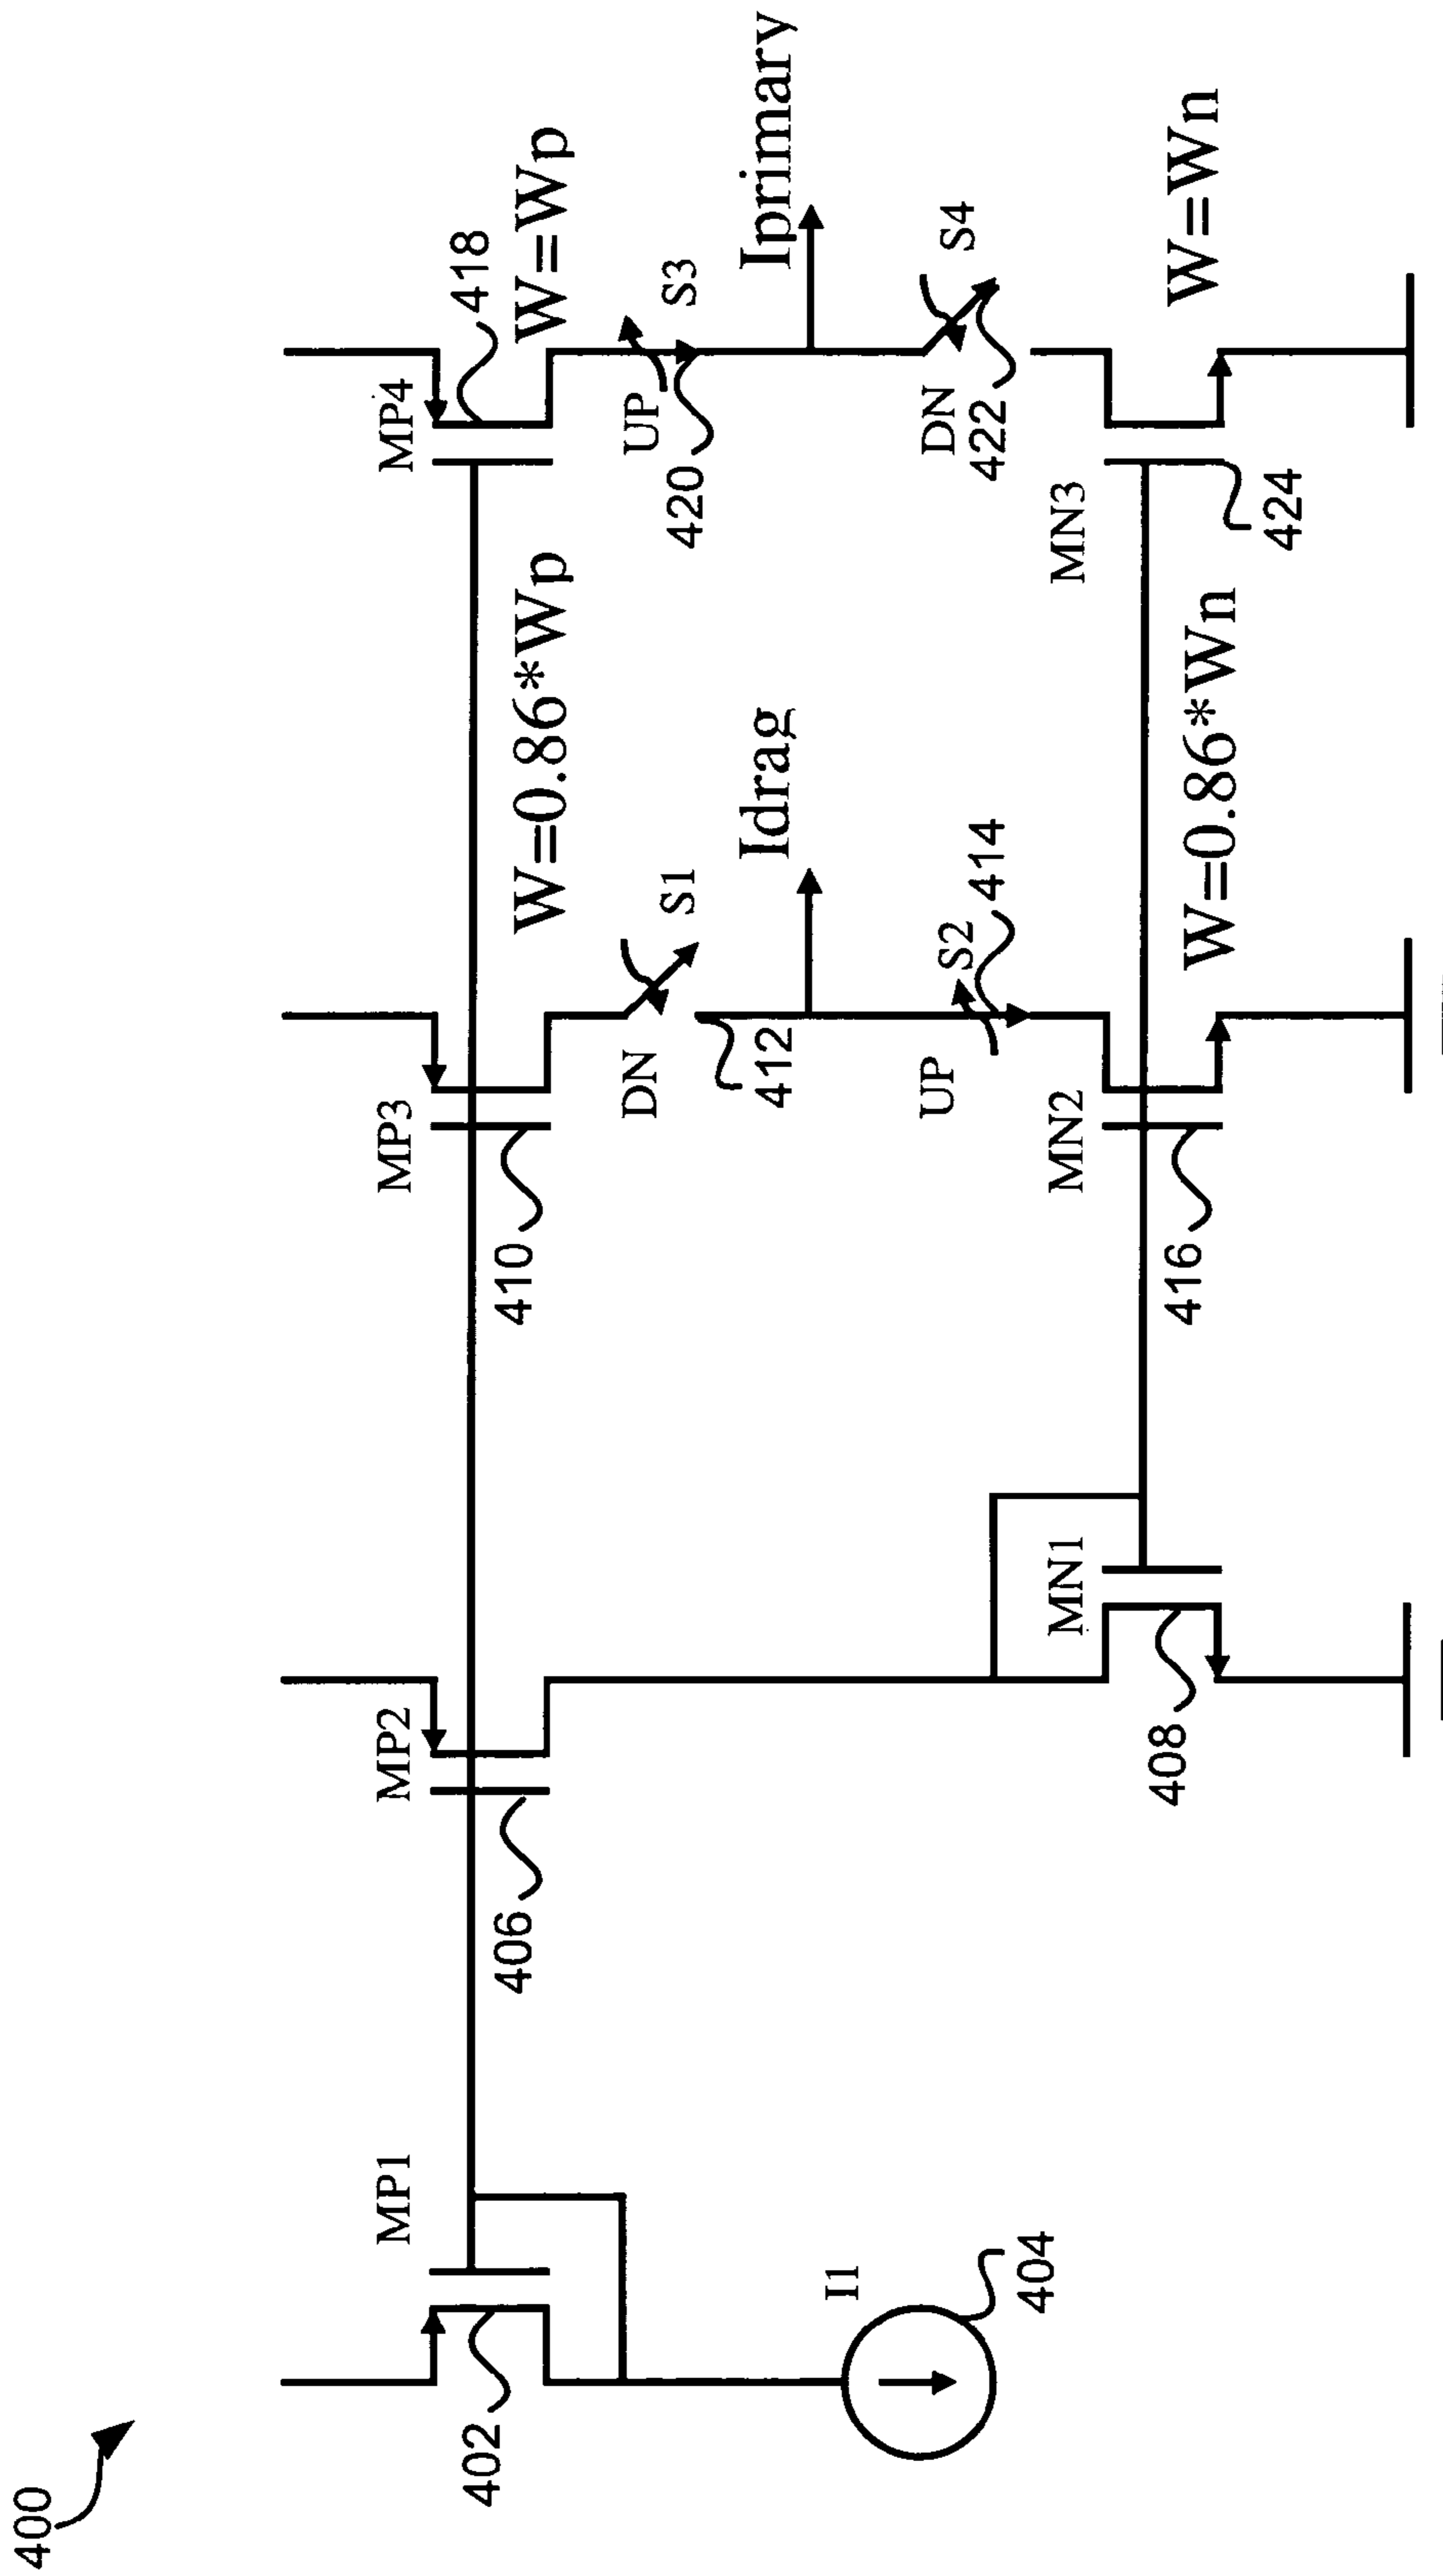 400
MP1
402
I1
404
MP2
406
MN1
408
MP3
410
W=0.86*Wp
DN
S1
412
Idrag
UP
S2
414
MN2
416
W=0.86*Wn
MP4
418
W=Wp
UP
S3
420
Iprimary
DN
S4
422
MN3
424
W=Wn